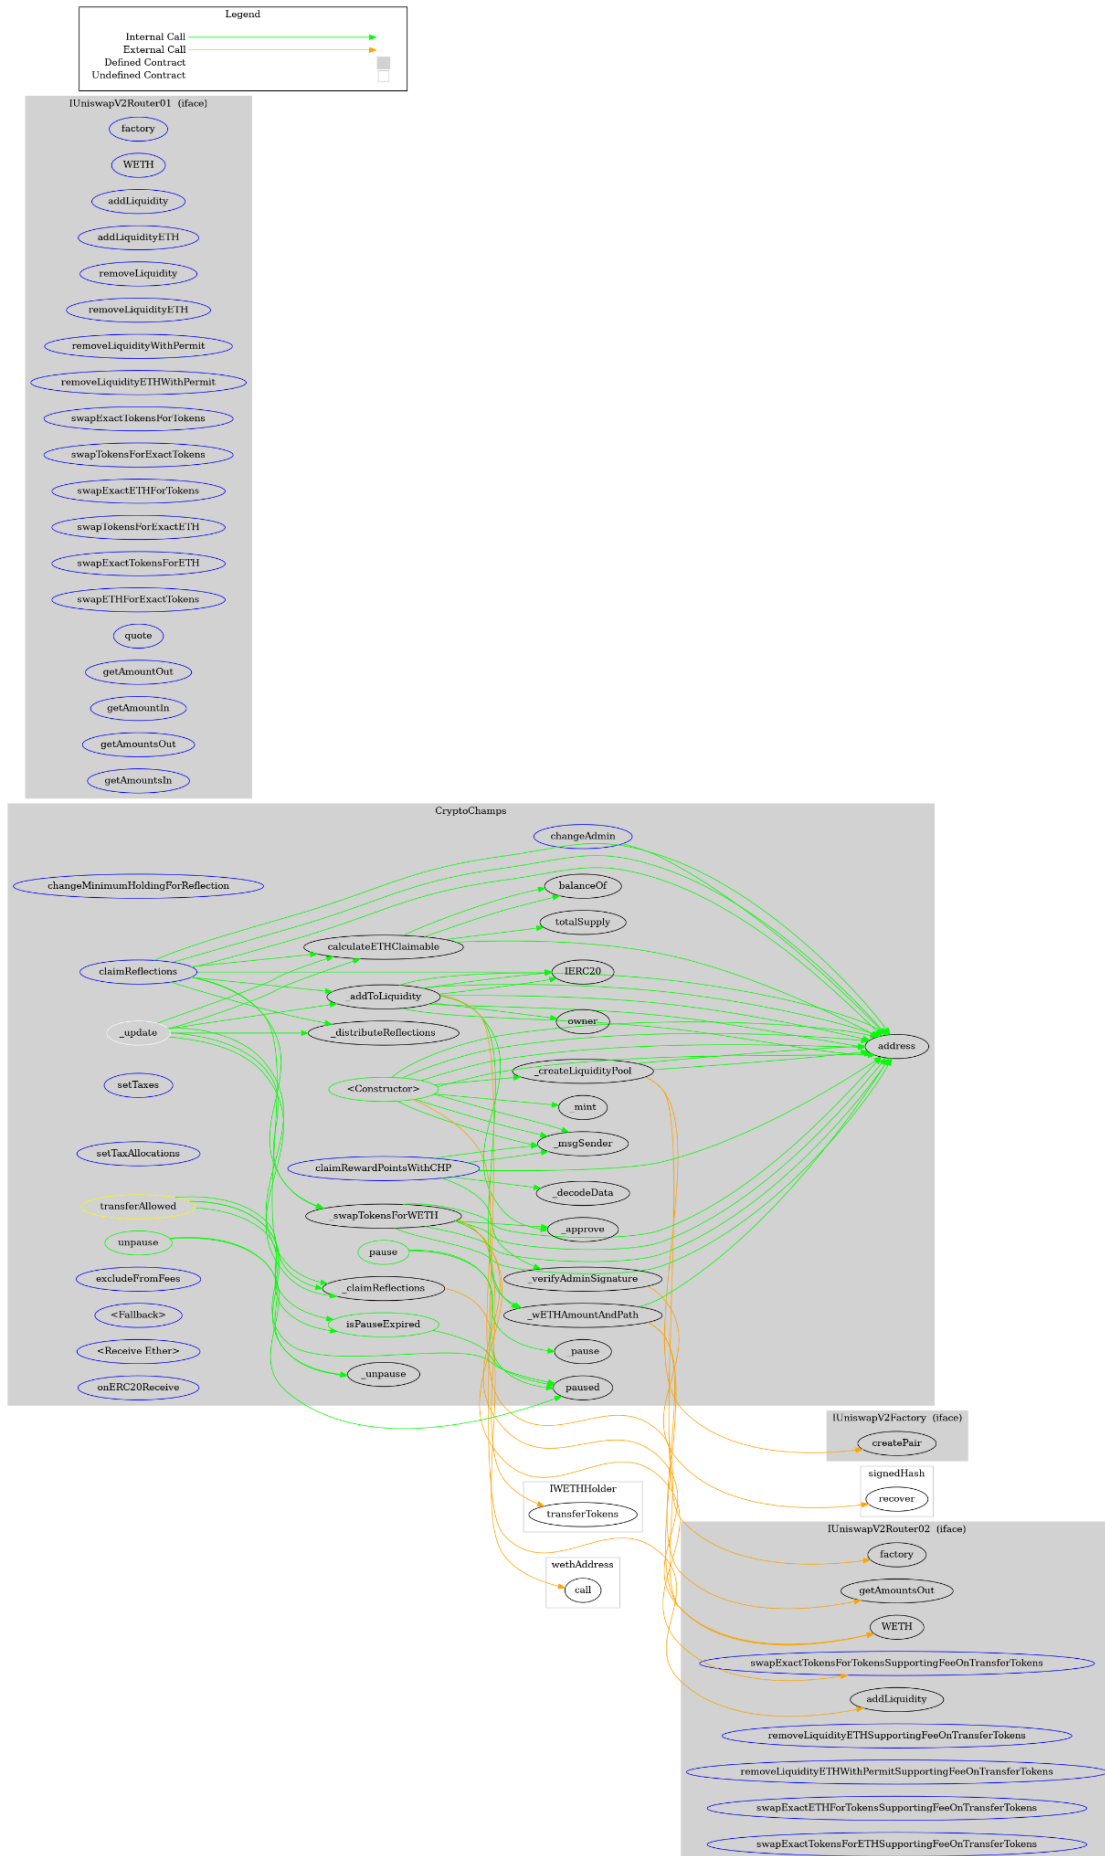 Legend
Internal Call
External Call
Defined Contract
Undefined Contract
IUniswapV2Router01 (iface)
factory
WETH
addLiquidity
addLiquidityETH
removeLiquidity
removeLiquidityETH
removeLiquidityWithPermit
removeLiquidityETHWithPermit
swapExactTokensForTokens
swapTokensForExactTokens
swapExactETHForTokens
swapTokensForExactETH
swapExactTokensForETH
swapETHForExactTokens
quote
getAmountOut
getAmountIn
getAmountsOut
getAmountsIn
CryptoChamps
changeMinimumHoldingForReflection
claimReflections
_update
setTaxes
setTaxAllocations
transferAllowed
unpause
excludeFromFees
<Fallback>
<Receive Ether>
onERC20Receive
calculateETHClaimable
_addToLiquidity
_distributeReflections
<Constructor>
claimRewardPointsWithCHP
_swapTokensForWETH
pause
_claimReflections
isPauseExpired
_unpause
changeAdmin
balanceOf
totalSupply
IERC20
owner
_createLiquidityPool
_mint
_msgSender
_decodeData
_approve
_verifyAdminSignature
_wETHAmountAndPath
_pause
paused
address
IUniswapV2Factory (iface)
createPair
signedHash
recover
IWETHHolder
transferTokens
wethAddress
call
IUniswapV2Router02 (iface)
factory
getAmountsOut
WETH
swapExactTokensForTokensSupportingFeeOnTransferTokens
addLiquidity
removeLiquidityETHSupportingFeeOnTransferTokens
removeLiquidityETHWithPermitSupportingFeeOnTransferTokens
swapExactETHForTokensSupportingFeeOnTransferTokens
swapExactTokensForETHSupportingFeeOnTransferTokens